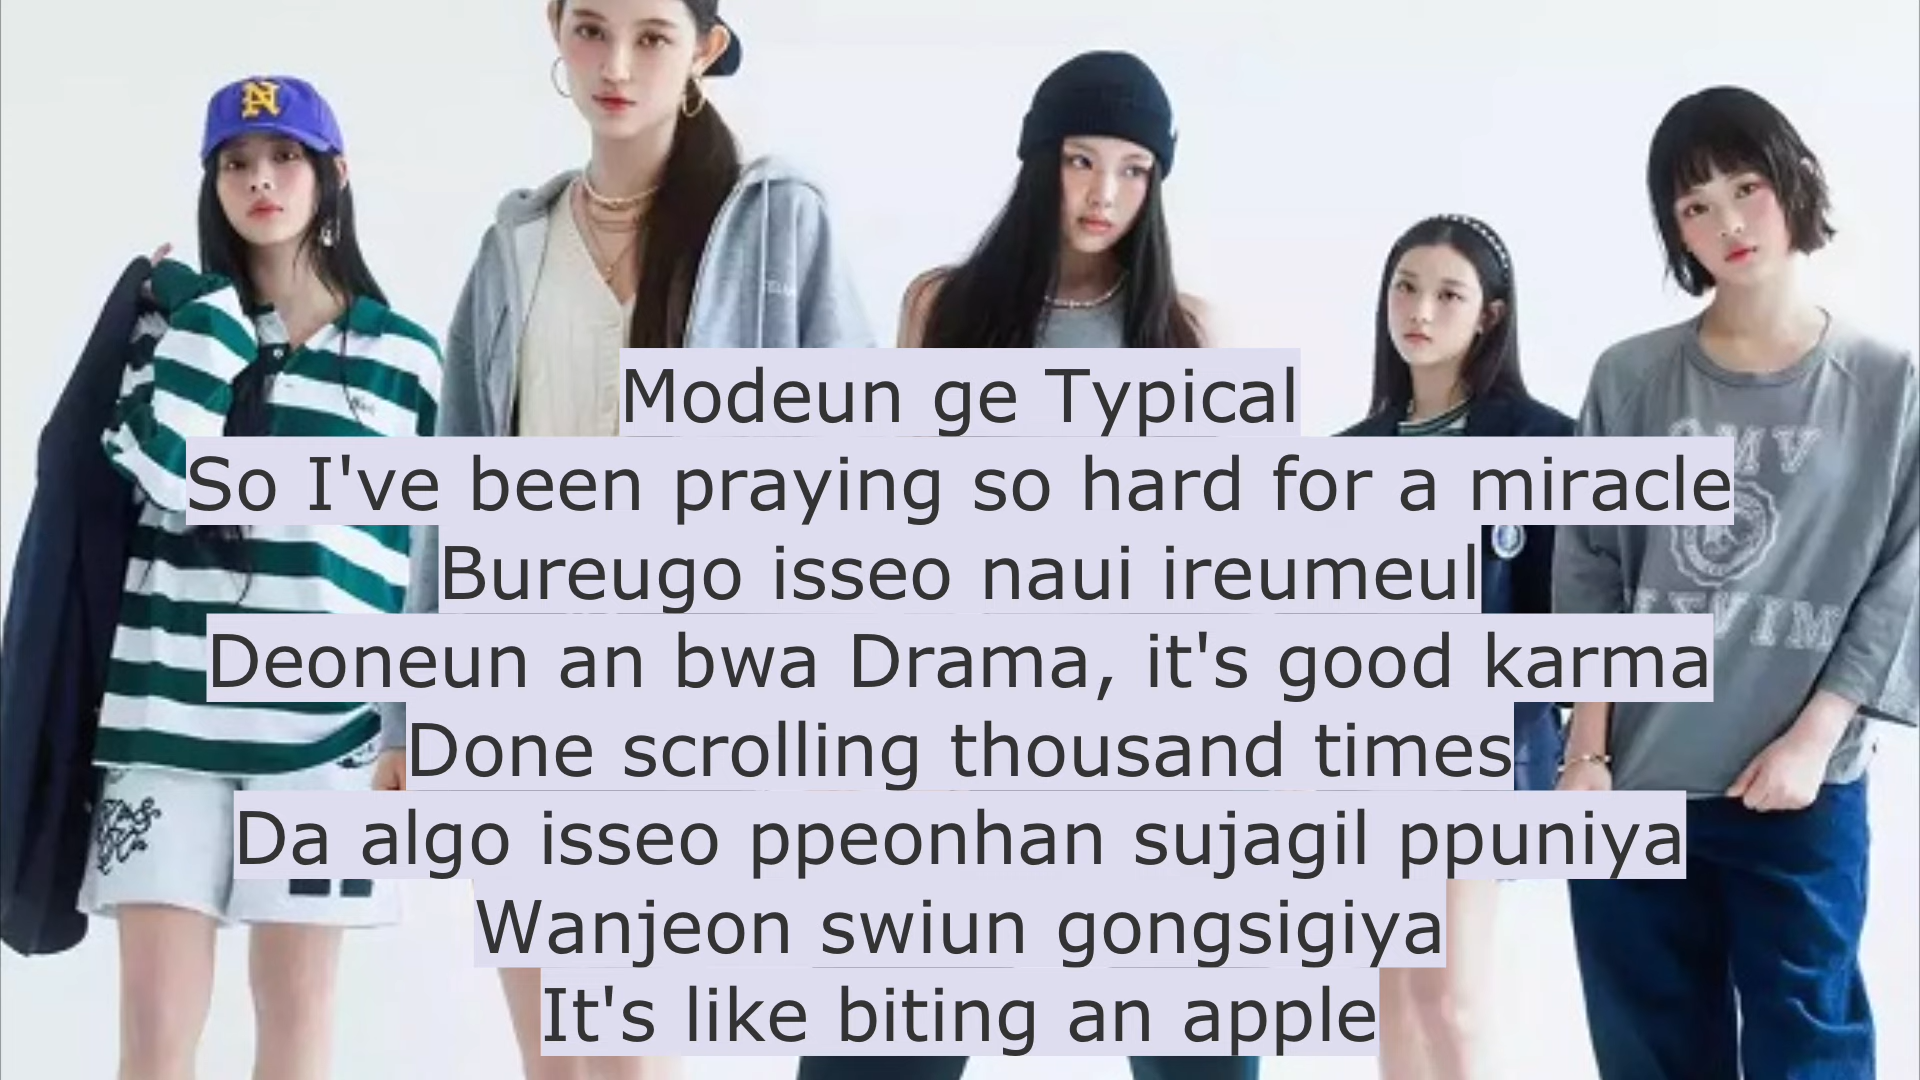 N
Modeun ge Typical
So I've been praying so hard for a miracle
Bureugo isseo naui ireumeul
Deoneun an bwa Drama, it's good karma
Done scrolling thousand times
Da algo isseo ppeonhan sujagil ppuniya
Wanjeon swiun gongsigiya
It's like biting an apple